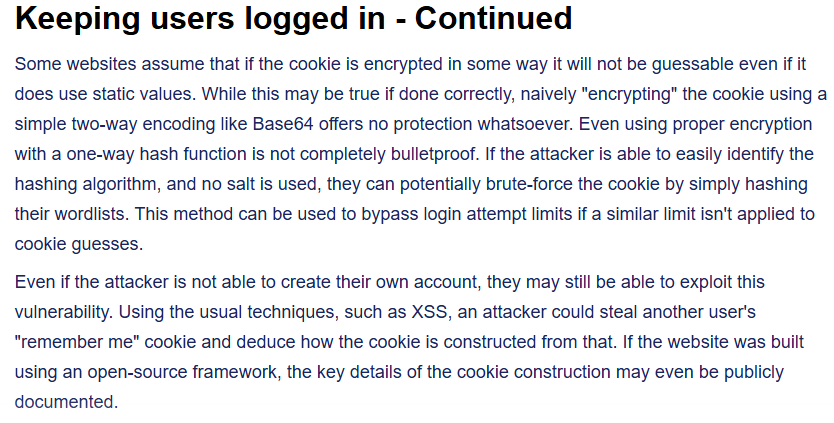 Keeping users logged in - Continued
Some websites assume that if the cookie is encrypted in some way it will not be guessable even if it
does use static values. While this may be true if done correctly, naively "encrypting" the cookie using a
simple two-way encoding like Base64 offers no protection whatsoever. Even using proper encryption
with a one-way hash function is not completely bulletproof. If the attacker is able to easily identify the
hashing algorithm, and no salt is used, they can potentially brute-force the cookie by simply hashing
their wordlists. This method can be used to bypass login attempt limits if a similar limit isn't applied to
cookie guesses.
Even if the attacker is not able to create their own account, they may still be able to exploit this
vulnerability. Using the usual techniques, such as XSS, an attacker could steal another user's
"remember me" cookie and deduce how the cookie is constructed from that. If the website was built
using an open-source framework, the key details of the cookie construction may even be publicly
documented.